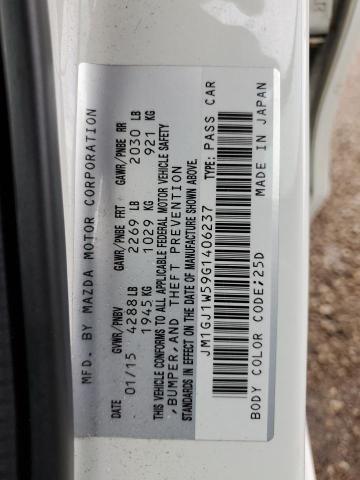 MFD. BY MAZDA MOTOR CORPORATION
DATE GVWR/PNBV GAWR/PNBE FRT GAWR/PNBE RR
01/15 4288 LB 2269 LB 2030 LB
1945 KG 1029 KG 921 KG
THIS VEHICLE CONFORMS TO ALL APPLICABLE FEDERAL MOTOR VEHICLE SAFETY
,BUMPER, AND THEFT PREVENTION
STANDARDS IN EFFECT ON THE DATE OF MANUFACTURE SHOWN ABOVE.
JM1GJ1W59G1406237 TYPE: PASS CAR
BODY COLOR CODE;25D MADE IN JAPAN